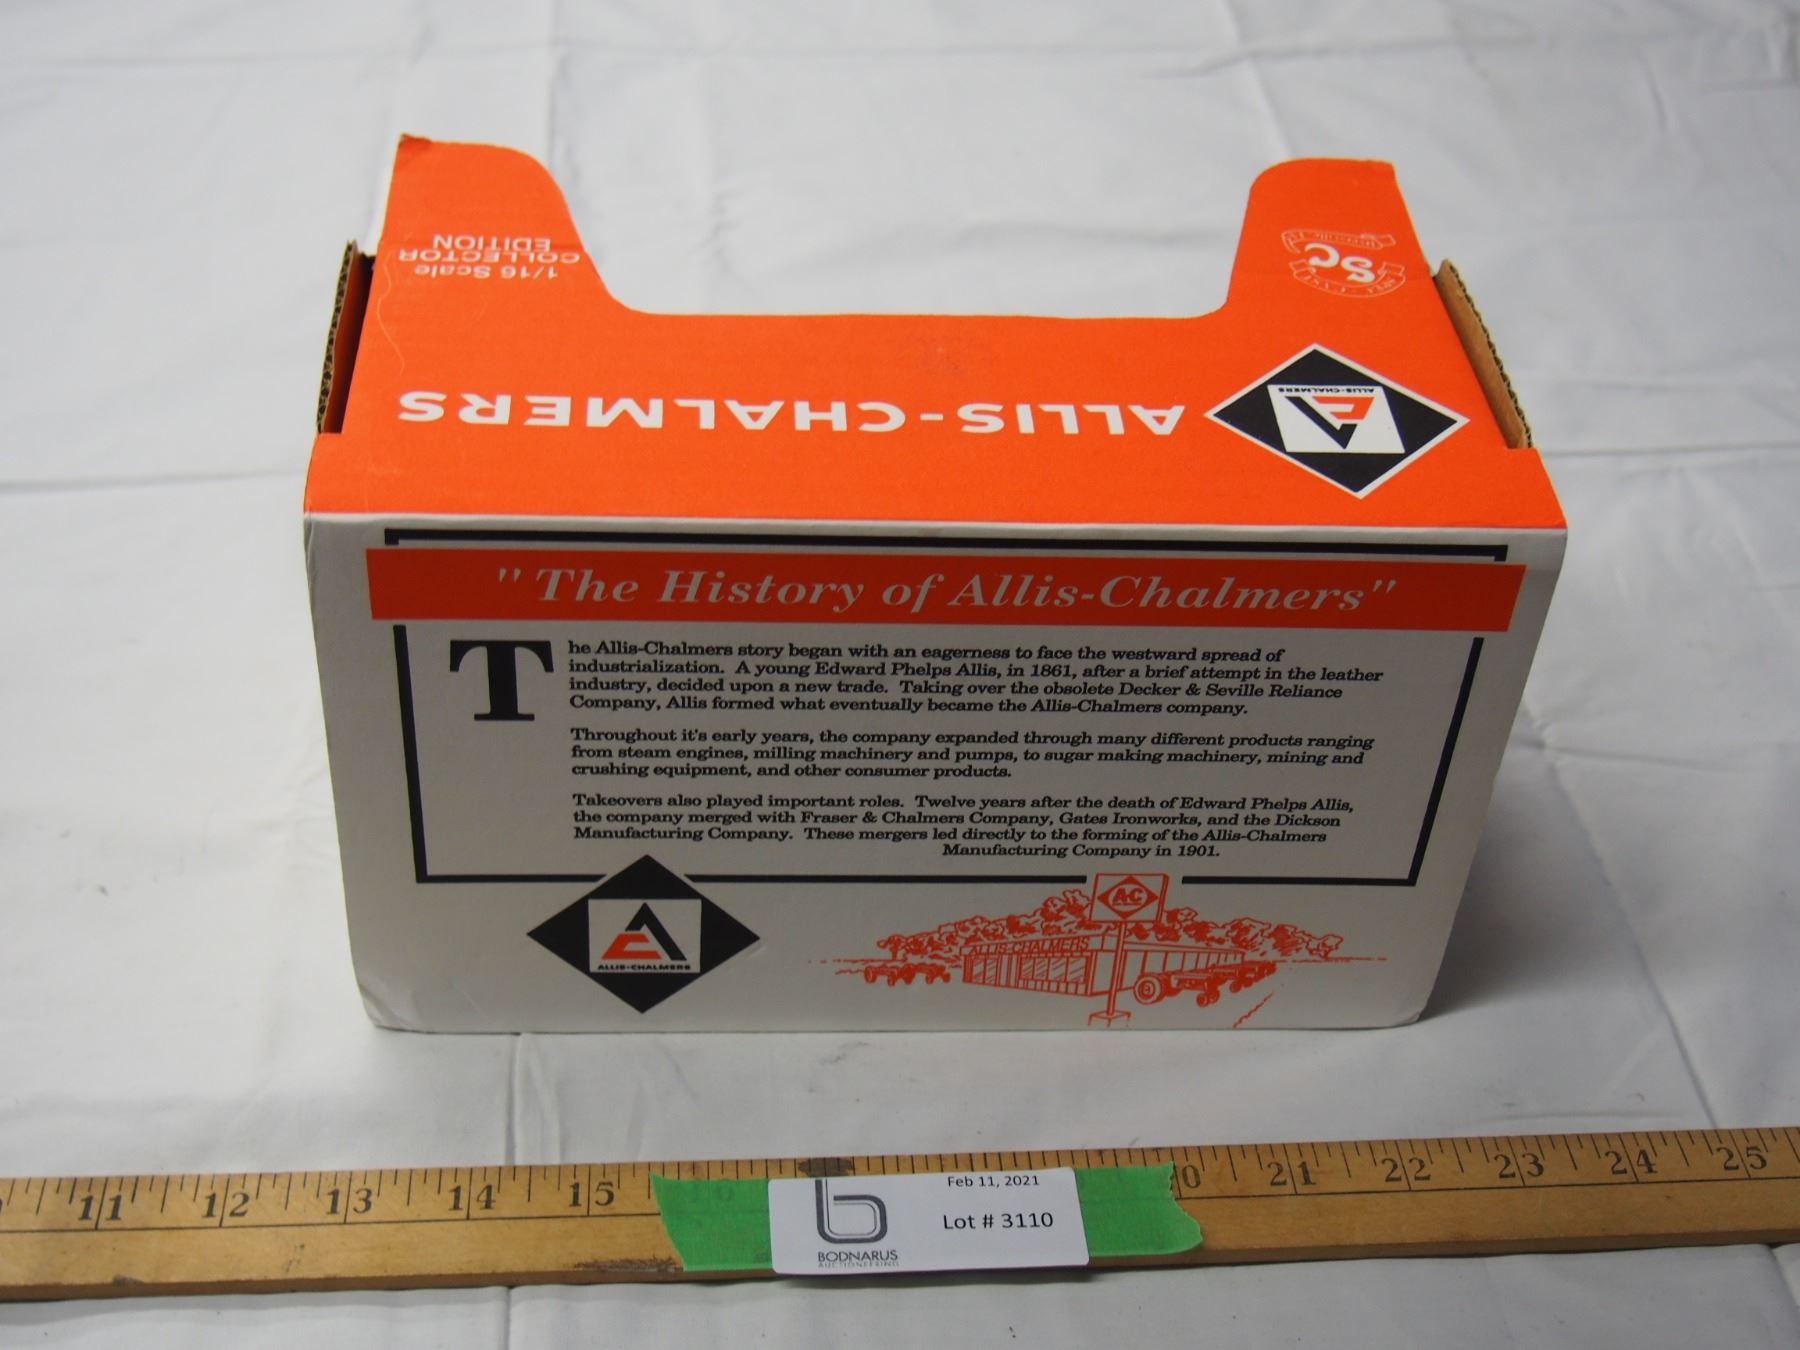 1/16 Scale
COLLECTOR
EDITION
SC
ALLIS-CHALMERS
ALLIS-CHALMERS
"The History of Allis-Chalmers"
The Allis-Chalmers story began with an eagerness to face the westward spread of
industrialization. A young Edward Phelps Allis, in 1861, after a brief attempt in the leather
industry, decided upon a new trade. Taking over the obsolete Decker & Seville Reliance
Company, Allis formed what eventually became the Allis-Chalmers company.
Throughout it's early years, the company expanded through many different products ranging
from steam engines, milling machinery and pumps, to sugar making machinery, mining and
crushing equipment, and other consumer products.
Takeovers also played important roles. Twelve years after the death of Edward Phelps Allis,
the company merged with Fraser & Chalmers Company, Gates Ironworks, and the Dickson
Manufacturing Company. These mergers led directly to the forming of the Allis-Chalmers
Manufacturing Company in 1901.
A-C
ALLIS-CHALMERS
ALLIS-CHALMERS
11 12 13 14 15 16 20 21 22 23 24 25
Feb 11, 2021
Lot # 3110
BODNARUS
AUCTIONEERING